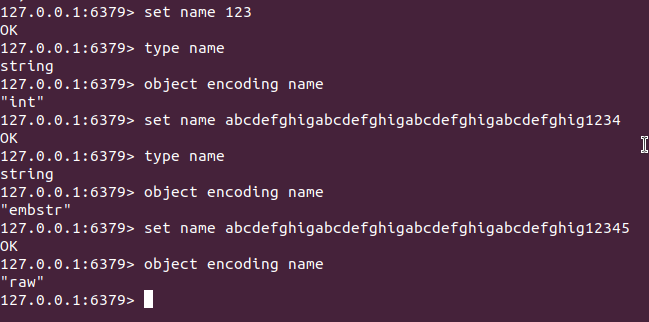 127.0.0.1:6379> set name 123
OK
127.0.0.1:6379> type name
string
127.0.0.1:6379> object encoding name
"int"
127.0.0.1:6379> set name abcdefghigabcdefghigabcdefghigabcdefghig1234
OK
127.0.0.1:6379> type name
string
127.0.0.1:6379> object encoding name
"embstr"
127.0.0.1:6379> set name abcdefghigabcdefghigabcdefghigabcdefghig12345
OK
127.0.0.1:6379> object encoding name
"raw"
127.0.0.1:6379>